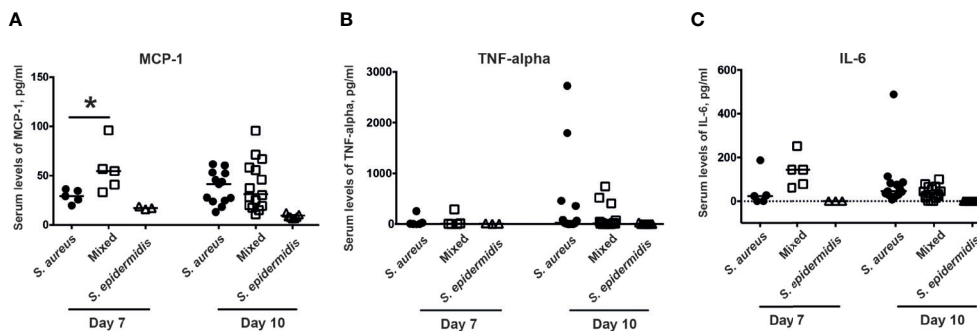 A
MCP-1
Serum levels of MCP-1, pg/ml
150
100
50
0
*
S. aureus
Mixed
S. epidermidis
S. aureus
Mixed
S. epidermidis
Day 7
Day 10
B
TNF-alpha
Serum levels of TNF-alpha, pg/ml
3000
2000
1000
0
S. aureus
Mixed
S. epidermidis
S. aureus
Mixed
S. epidermidis
Day 7
Day 10
C
IL-6
Serum levels of IL-6, pg/ml
600
400
200
0
S. aureus
Mixed
S. epidermidis
S. aureus
Mixed
S. epidermidis
Day 7
Day 10